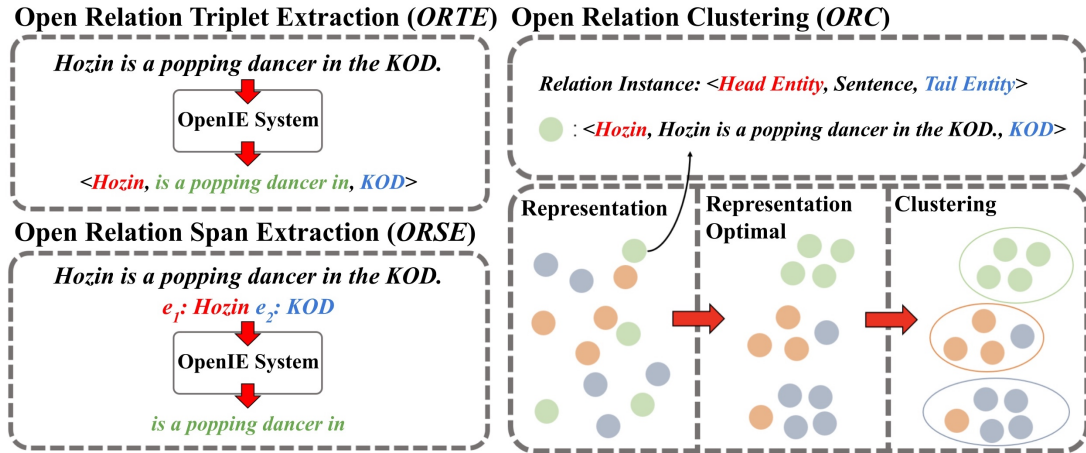 Open Relation Triplet Extraction (ORTE)
Hozin is a popping dancer in the KOD.
OpenIE System
<Hozin, is a popping dancer in, KOD>
Open Relation Span Extraction (ORSE)
Hozin is a popping dancer in the KOD.
e1: Hozin e2: KOD
OpenIE System
is a popping dancer in
Open Relation Clustering (ORC)
Relation Instance: <Head Entity, Sentence, Tail Entity>
: <Hozin, Hozin is a popping dancer in the KOD., KOD>
Representation
Representation
Optimal
Clustering